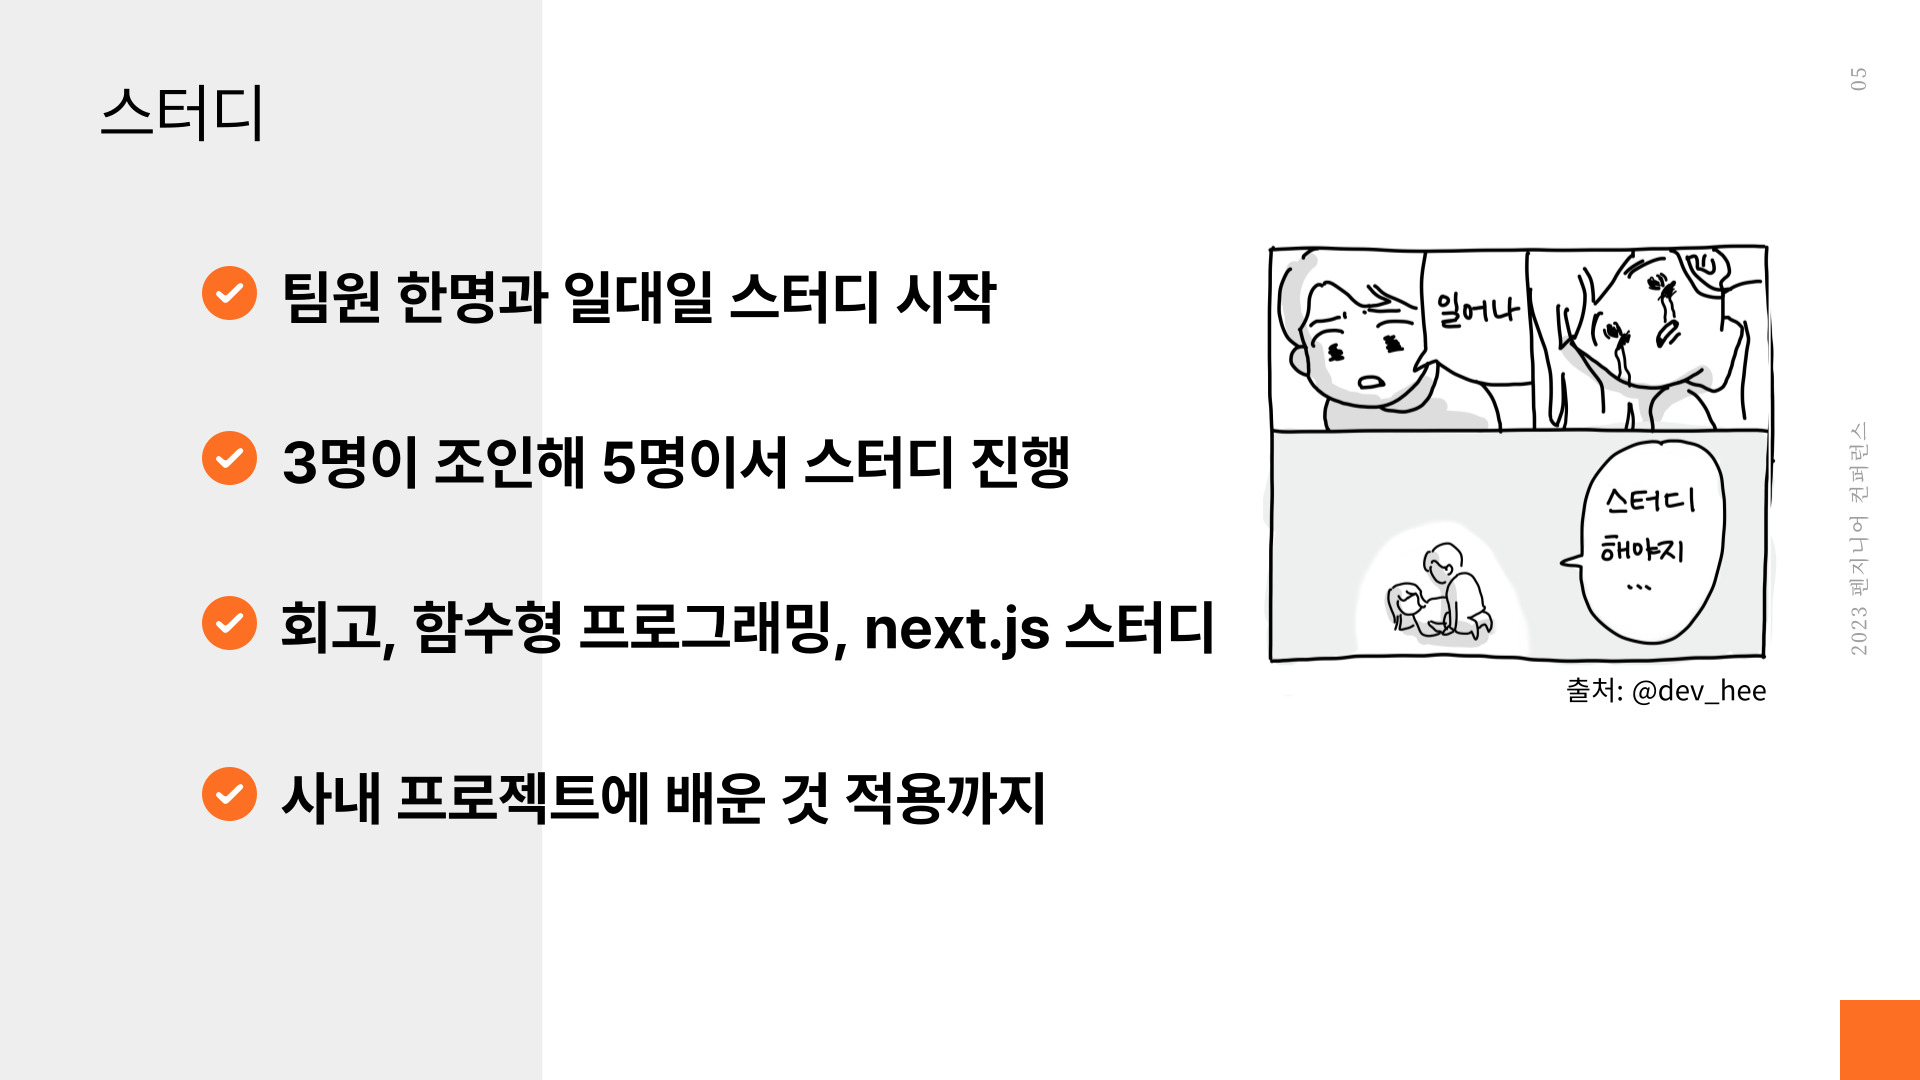 스터디
팀원 한명과 일대일 스터디 시작
3명이 조인해 5명이서 스터디 진행
회고, 함수형 프로그래밍, next.js 스터디
사내 프로젝트에 배운 것 적용까지
일어나
스터디
해야지
...
출처: @dev_hee
05
2023 펜지니어 컨퍼런스